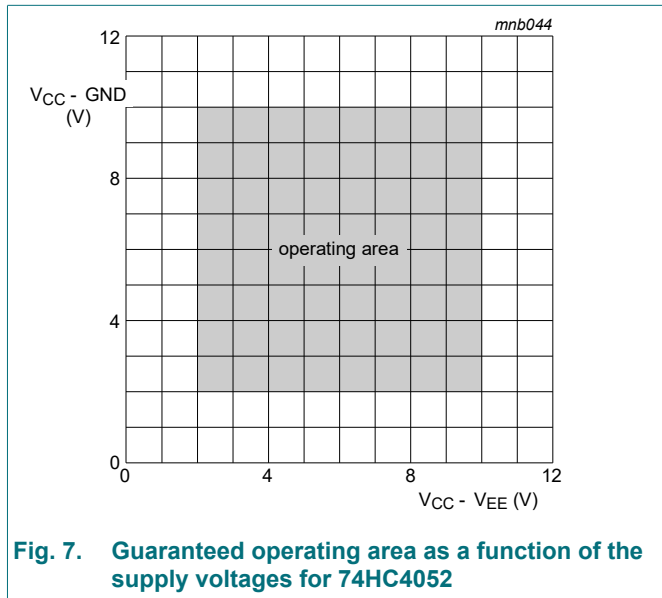 mnb044
12
VCC - GND
(V)
8
operating area
4
0
0 4 8 12
VCC - VEE (V)
Fig. 7. Guaranteed operating area as a function of the
supply voltages for 74HC4052